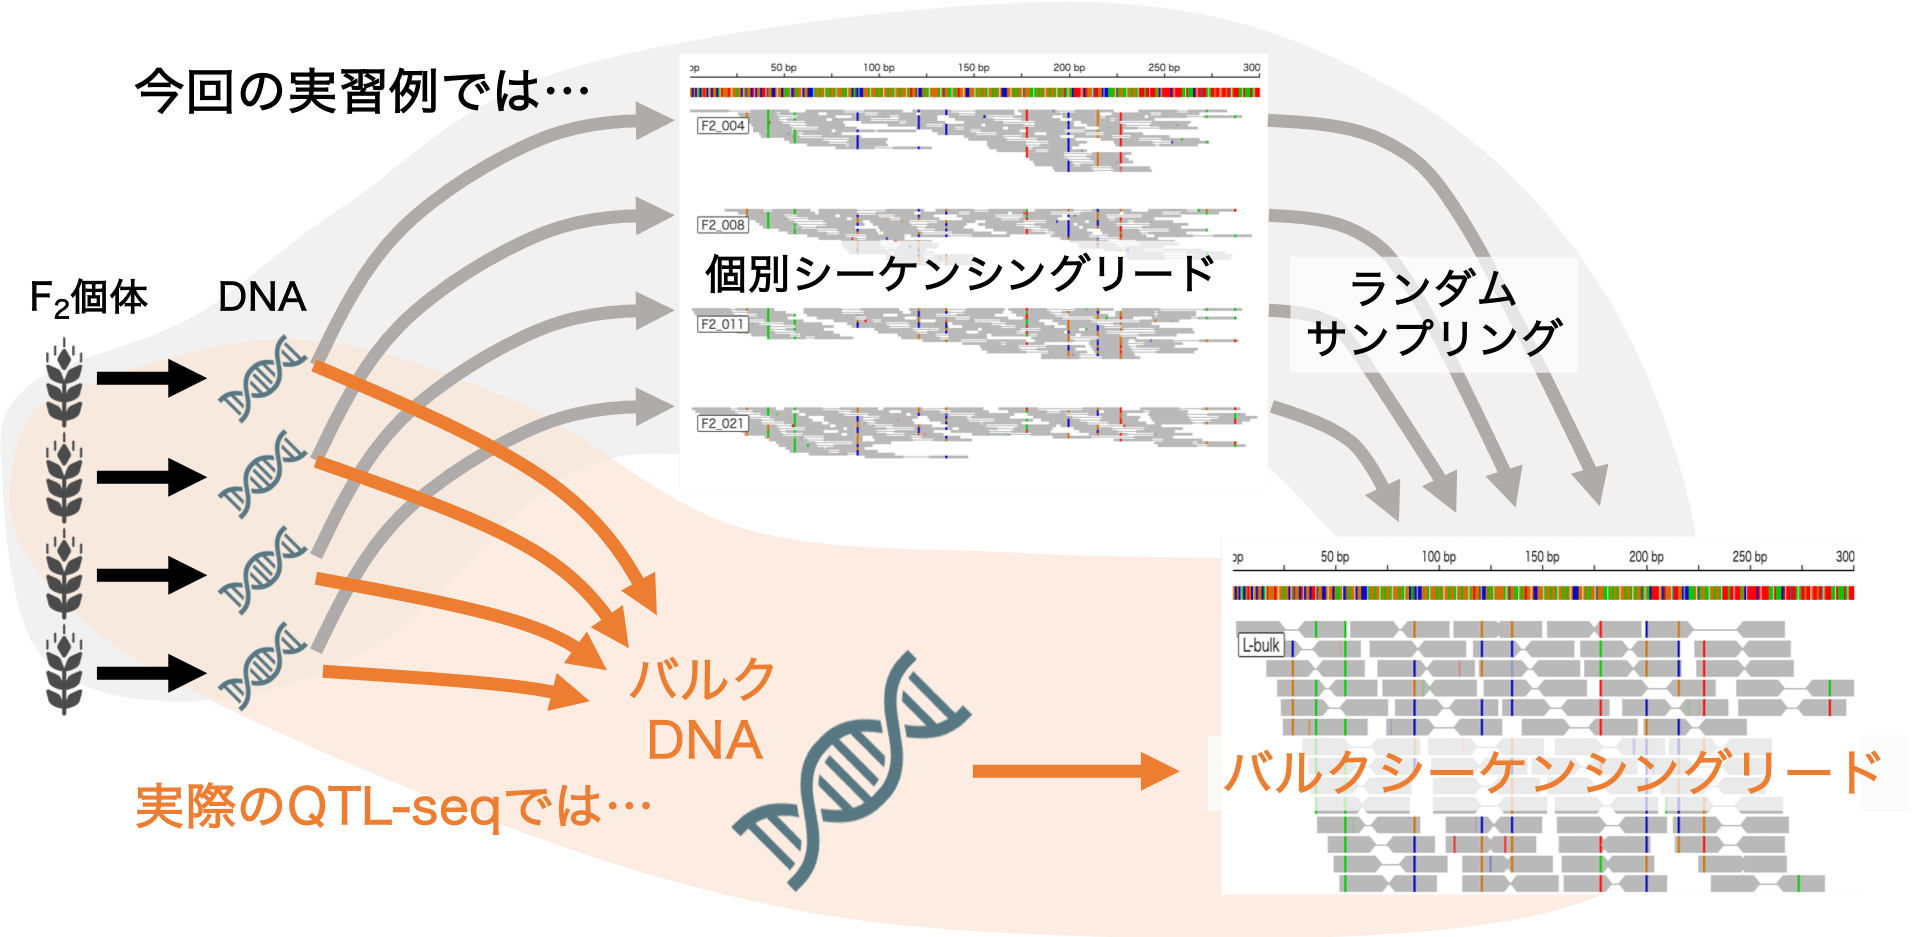 今回の実習例では…
F2個体
DNA
bp 50 bp 100 bp 150 bp 200 bp 250 bp 300
F2_004
F2_008
個別シーケンシングリード
F2_011
F2_021
ランダム
サンプリング
バルク
DNA
実際のQTL-seqでは…
bp 50 bp 100 bp 150 bp 200 bp 250 bp 300
L-bulk
バルクシーケンシングリード